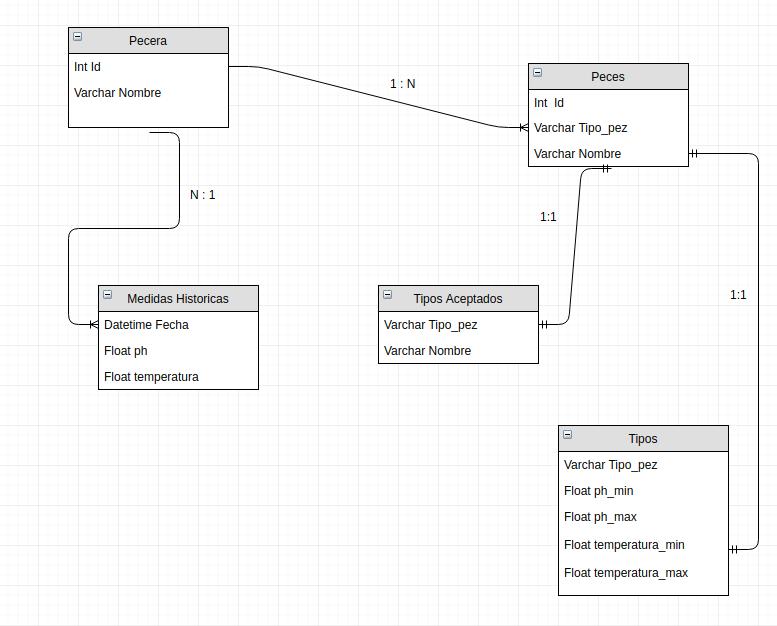 Pecera
Int Id
Varchar Nombre
1 : N
Peces
Int Id
Varchar Tipo_pez
Varchar Nombre
N : 1
1:1
1:1
Medidas Historicas
Datetime Fecha
Float ph
Float temperatura
Tipos Aceptados
Varchar Tipo_pez
Varchar Nombre
Tipos
Varchar Tipo_pez
Float ph_min
Float ph_max
Float temperatura_min
Float temperatura_max